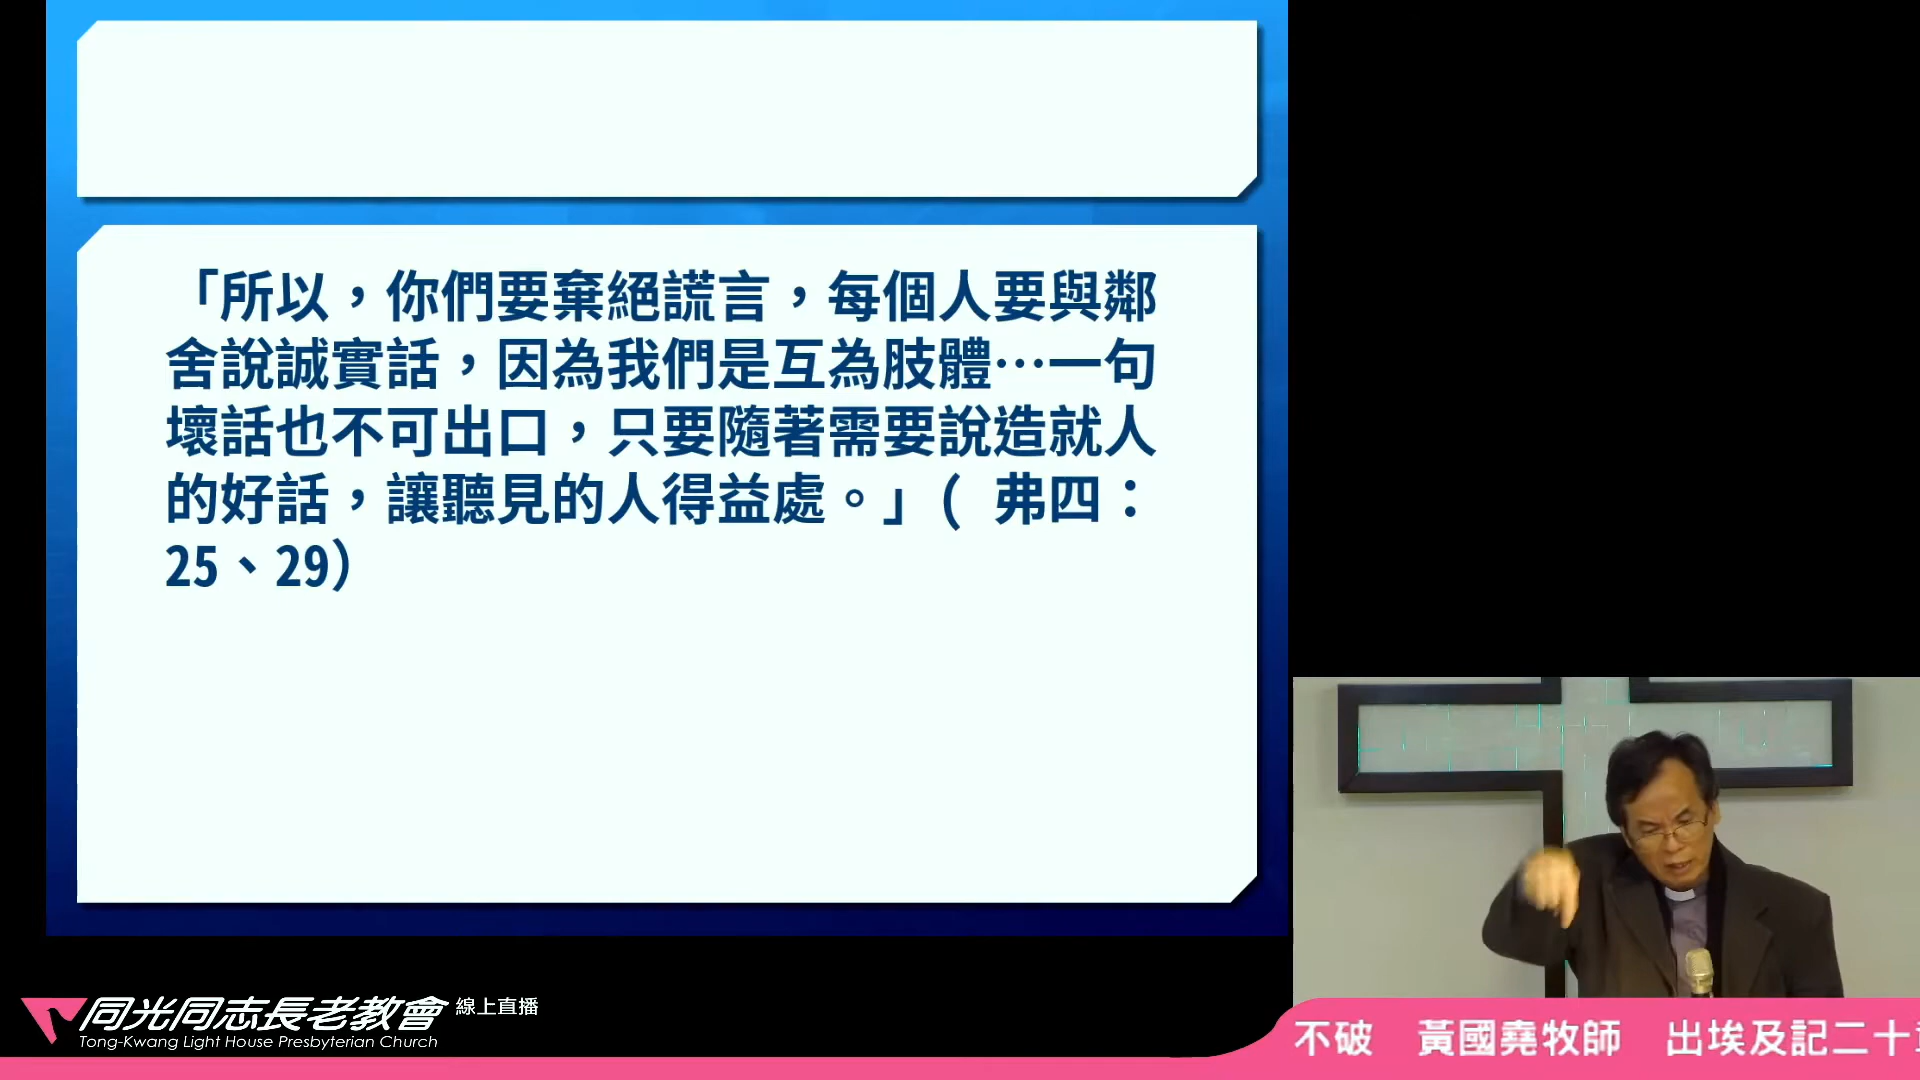 「所以，你們要棄絕謊言，每個人要與鄰
舍說誠實話，因為我們是互為肢體…一句
壞話也不可出口，只要隨著需要說造就人
的好話，讓聽見的人得益處。」( 弗四：
25、29）
同光同志長老教會 線上直播
Tong-Kwang Light House Presbyterian Church
不破 黃國堯牧師 出埃及記二十